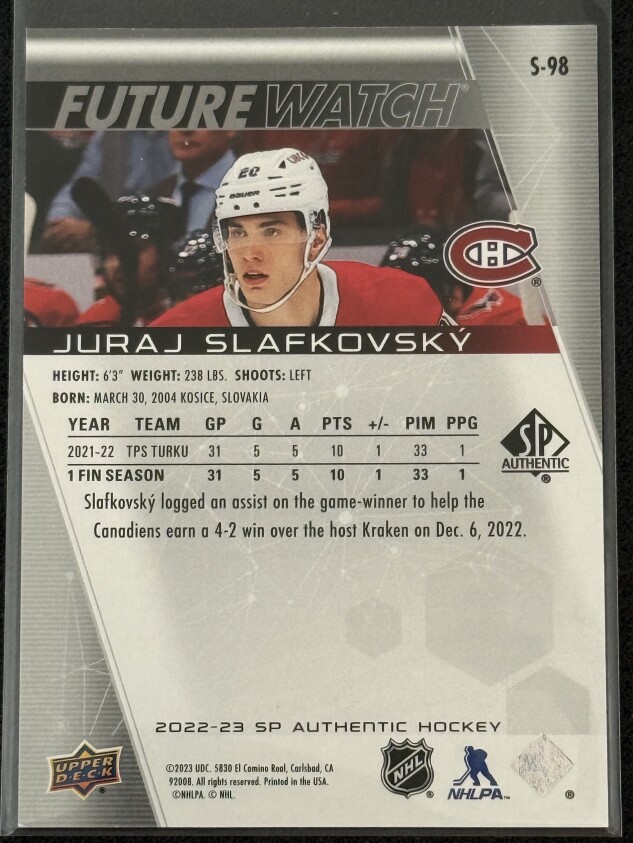 S-98
FUTURE WATCH®
20
BAUER
JURAJ SLAFKOVSKÝ
HEIGHT: 6'3" WEIGHT: 238 LBS. SHOOTS: LEFT
BORN: MARCH 30, 2004 KOSICE, SLOVAKIA
YEAR TEAM GP G A PTS +/- PIM PPG
2021-22 TPS TURKU 31 5 5 10 1 33 1
1 FIN SEASON 31 5 5 10 1 33 1
SP
AUTHENTIC
®
Slafkovský logged an assist on the game-winner to help the
Canadiens earn a 4-2 win over the host Kraken on Dec. 6, 2022.
2022-23 SP AUTHENTIC HOCKEY
UPPER
D·E·C·K
©2023 UDC. 5830 El Camino Real, Carlsbad, CA
92008. All rights reserved. Printed in the USA.
©NHLPA. © NHL.
NHL ®
NHLPA™
®